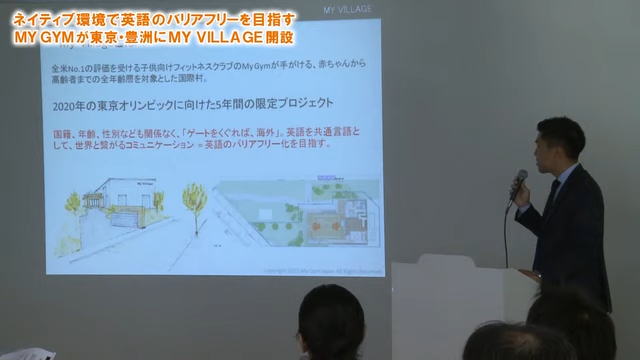 ネイティブ環境で英語のバリアフリーを目指す
MY GYMが東京・豊洲にMY VILLAGE開設
MY VILLAGE
全米No.1の評価を受ける子供向けフィットネスクラブのMyGymが手がける、赤ちゃんから
高齢者までの全年齢層を対象とした国際村。
2020年の東京オリンピックに向けた5年間の限定プロジェクト
国籍、年齢、性別なども関係なく、「ゲートをくぐれば、海外」。英語を共通言語と
して、世界と繋がるコミュニケーション = 英語のバリアフリー化を目指す。